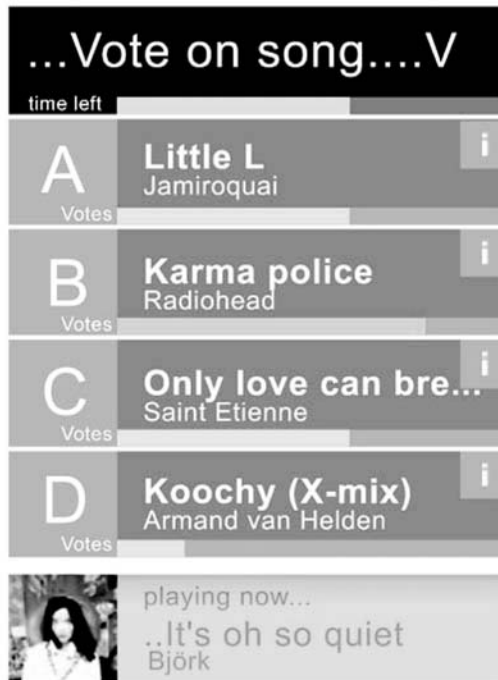 ...Vote on song....V
time left
A
Little L
i
Jamiroquai
Votes
B
Karma police
i
Radiohead
Votes
C
Only love can bre...
i
Saint Etienne
Votes
D
Koochy (X-mix)
i
Armand van Helden
Votes
playing now...
..It's oh so quiet
Björk